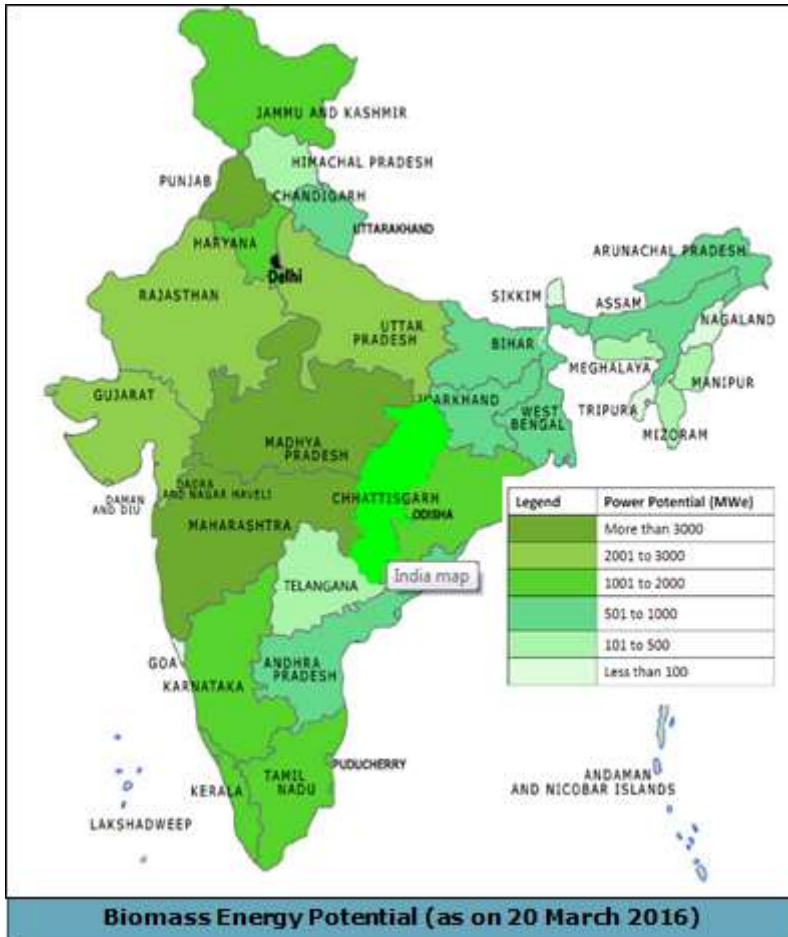 JAMMU AND KASHMIR
HIMACHAL PRADESH
PUNJAB
CHANDIGARH
UTTARAKHAND
HARYANA
Delhi
ARUNACHAL PRADESH
RAJASTHAN
SIKKIM
ASSAM
NAGALAND
UTTAR
PRADESH
BIHAR
MEGHALAYA
MANIPUR
GUJARAT
JHARKHAND
WEST
BENGAL
TRIPURA
MIZORAM
MADHYA
PRADESH
DADRA
AND NAGAR HAVELI
DAMAN
AND DIU
CHHATTISGARH
ODISHA
MAHARASHTRA
Legend Power Potential (MWe)
More than 3000
2001 to 3000
1001 to 2000
501 to 1000
101 to 500
Less than 100
India map
TELANGANA
GOA
KARNATAKA
ANDHRA
PRADESH
PUDUCHERRY
TAMIL
NADU
KERALA
LAKSHADWEEP
ANDAMAN
AND NICOBAR ISLANDS
Biomass Energy Potential (as on 20 March 2016)